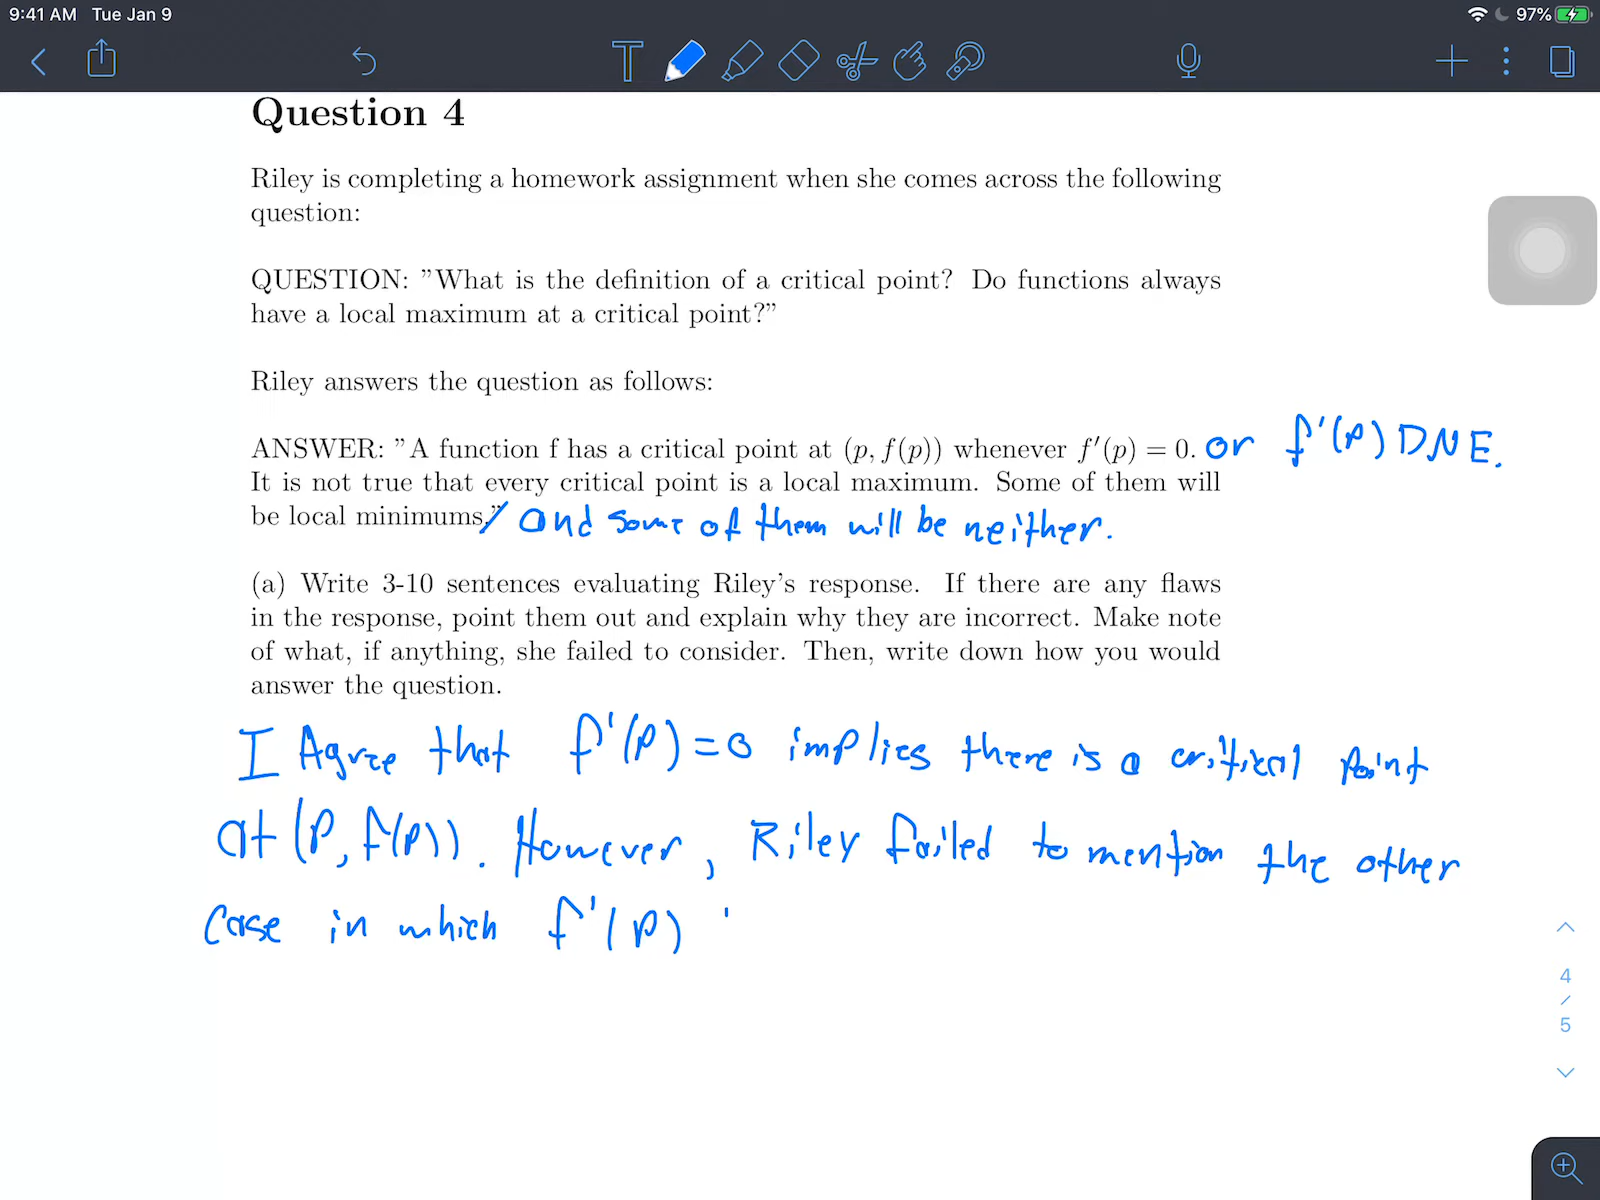 9:41 AM Tue Jan 9 97%
Question 4
Riley is completing a homework assignment when she comes across the following
question:
QUESTION: ”What is the definition of a critical point? Do functions always
have a local maximum at a critical point?”
Riley answers the question as follows:
ANSWER: ”A function f has a critical point at (p, f(p)) whenever f′(p) = 0. or f'(p) DNE.
It is not true that every critical point is a local maximum. Some of them will
be local minimums.” and some of them will be neither.
(a) Write 3-10 sentences evaluating Riley’s response. If there are any flaws
in the response, point them out and explain why they are incorrect. Make note
of what, if anything, she failed to consider. Then, write down how you would
answer the question.
I Agree that f'(p)=0 implies there is a critical point
at (p, f(p)). However, Riley failed to mention the other
case in which f'(p)
4
/
5